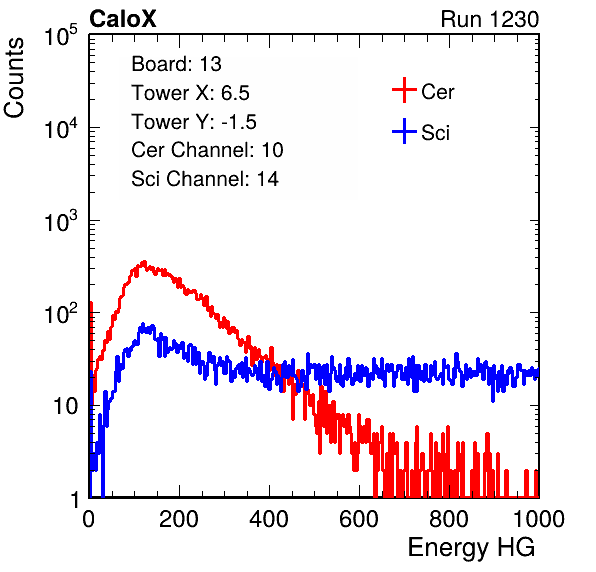 CaloX Run 1230
Counts
10^5
10^4
10^3
10^2
10
1
Board: 13
Tower X: 6.5
Tower Y: -1.5
Cer Channel: 10
Sci Channel: 14
Cer
Sci
0 200 400 600 800 1000
Energy HG